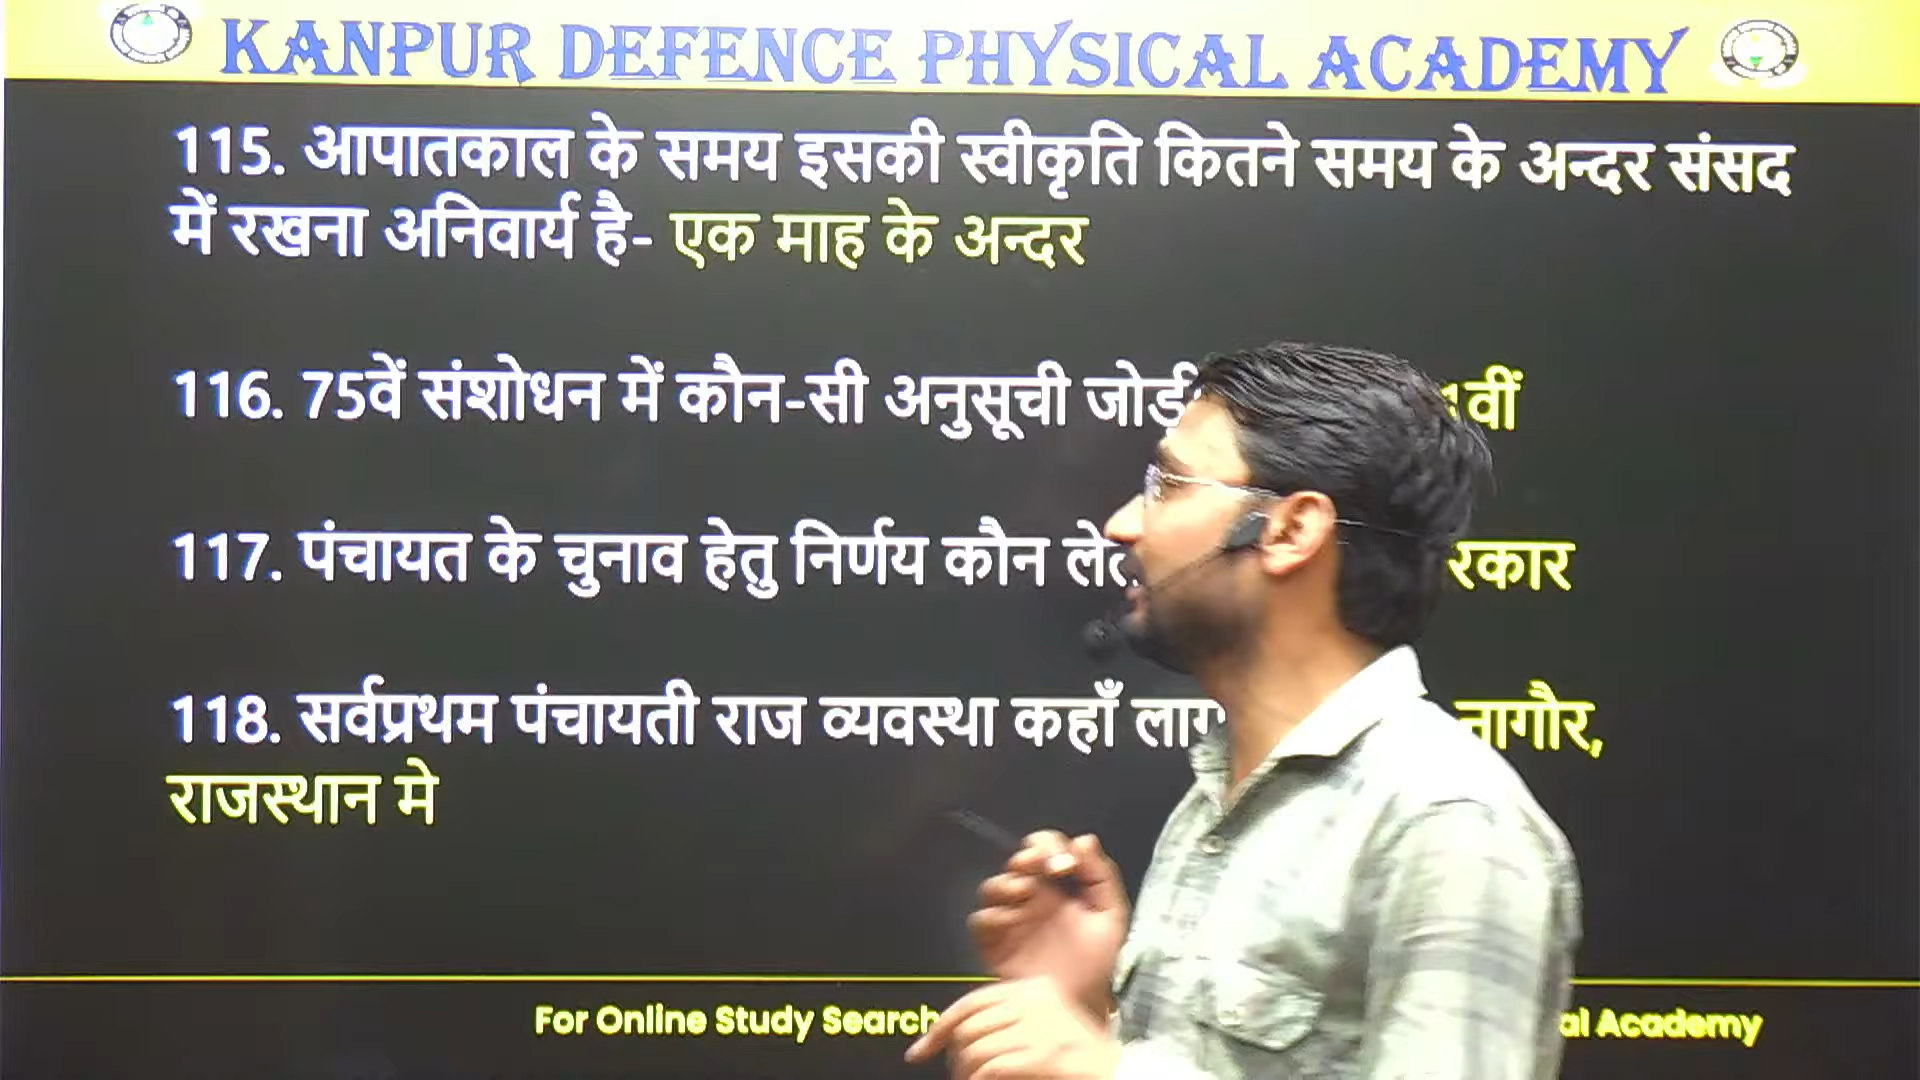 KANPUR DEFENCE PHYSICAL ACADEMY
115. आपातकाल के समय इसकी स्वीकृति कितने समय के अन्दर संसद
में रखना अनिवार्य है- एक माह के अन्दर
116. 75वें संशोधन में कौन-सी अनुसूची
117. पंचायत के चुनाव हेतु निर्णय कौन
118. सर्वप्रथम पंचायती राज व्यवस्था कहाँ नागौर,
राजस्थान मे
For Online Study Search Academy